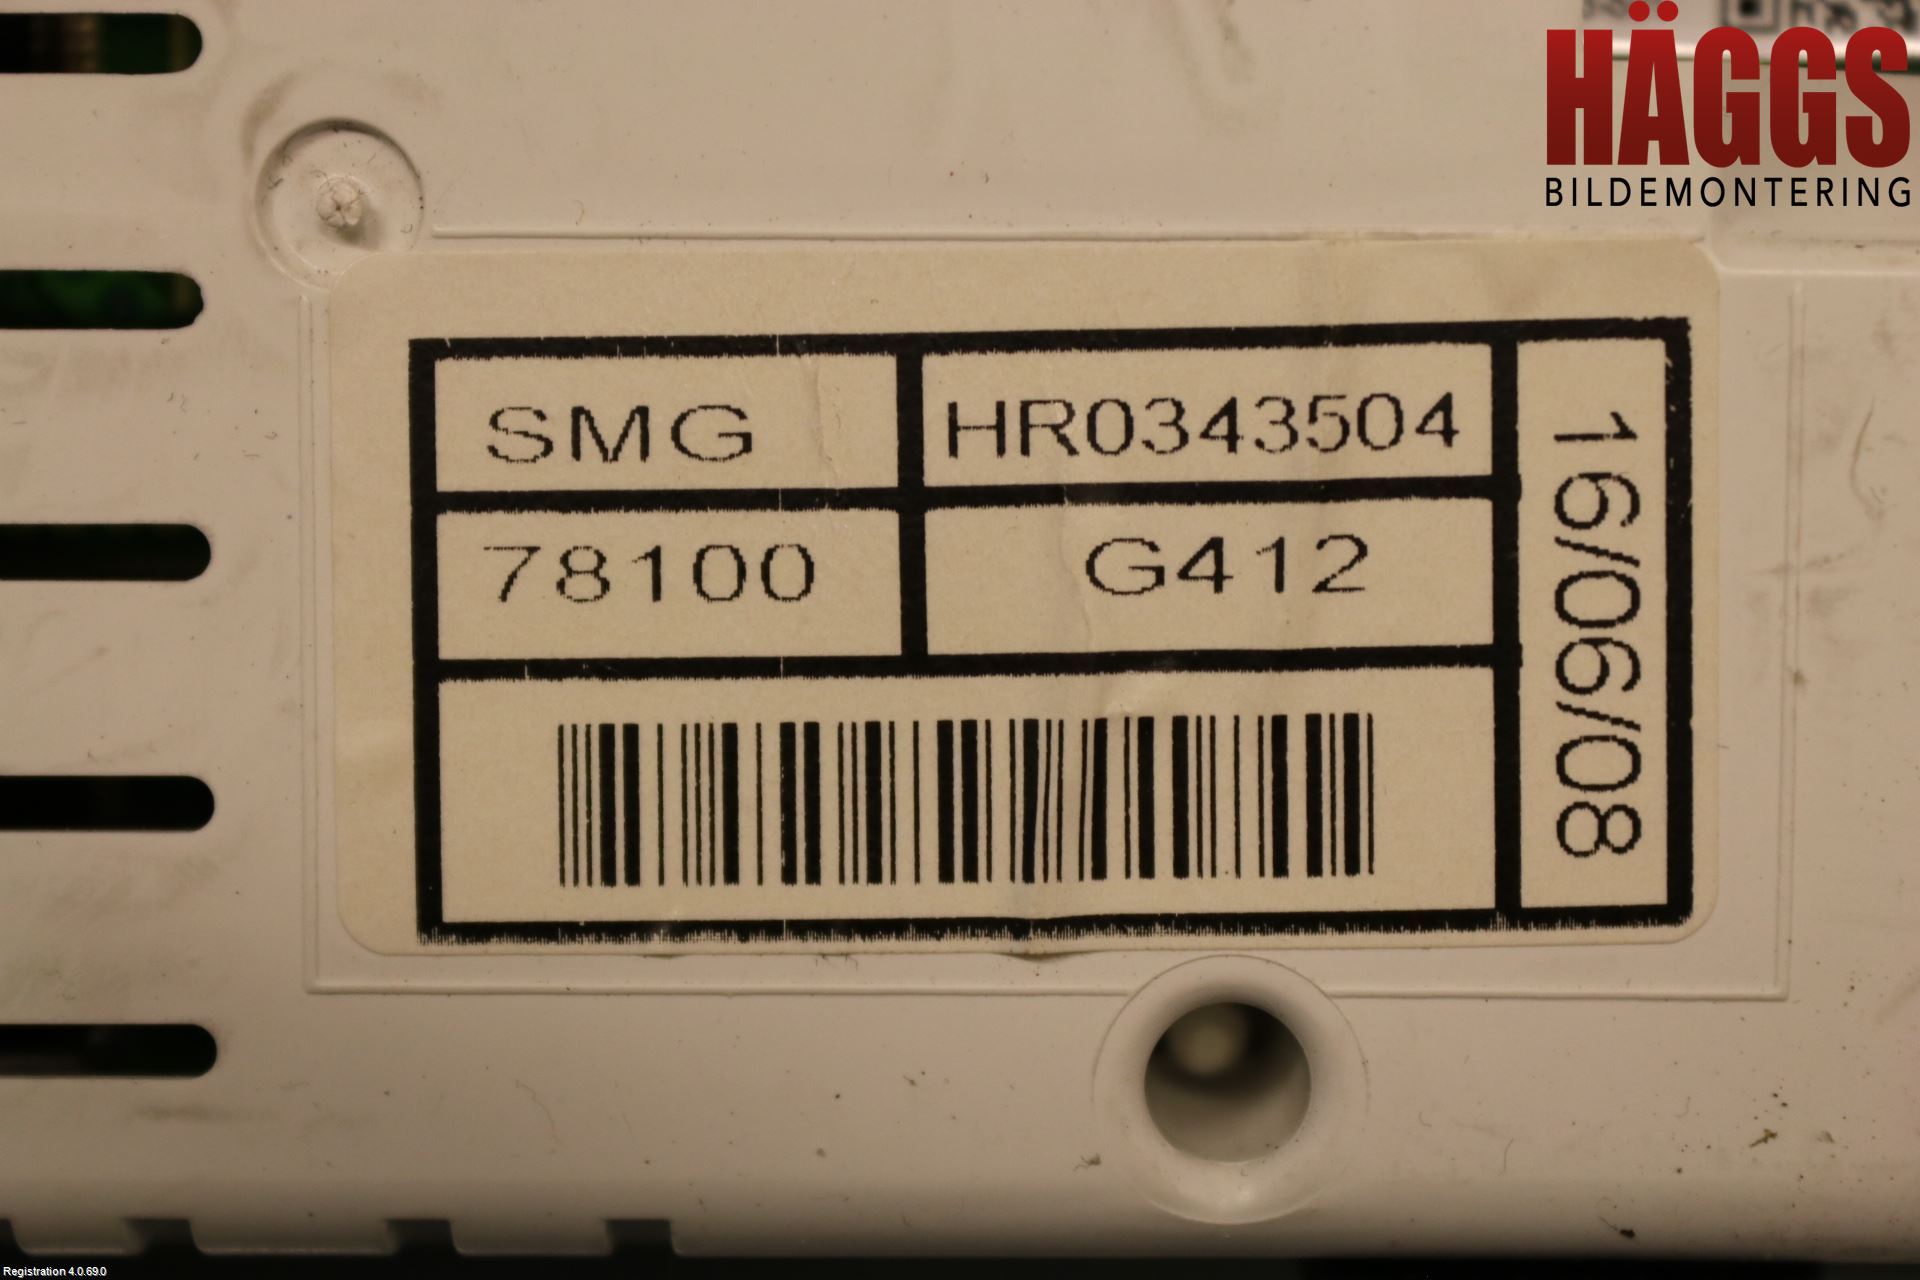 HÄGGS
BILDEMONTERING
SMG
HR0343504
78100
G412
16/06/08
Registration 4.0.69.0